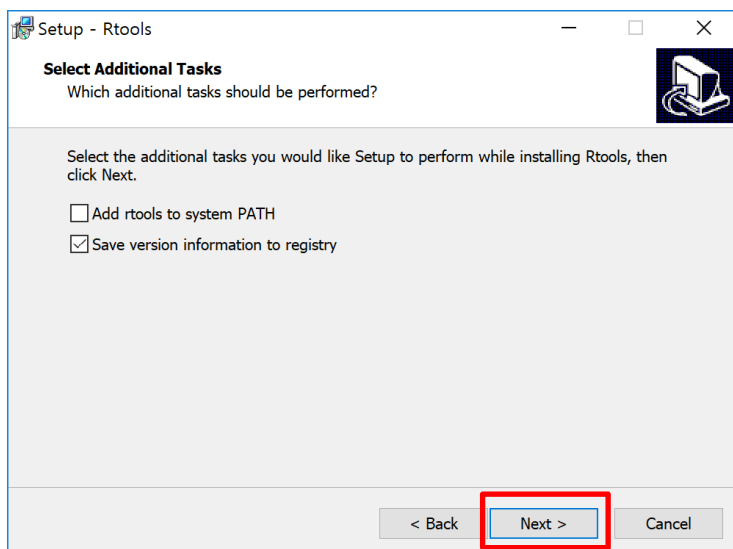 Setup - Rtools
Select Additional Tasks
Which additional tasks should be performed?
Select the additional tasks you would like Setup to perform while installing Rtools, then
click Next.
Add rtools to system PATH
Save version information to registry
< Back
Next >
Cancel